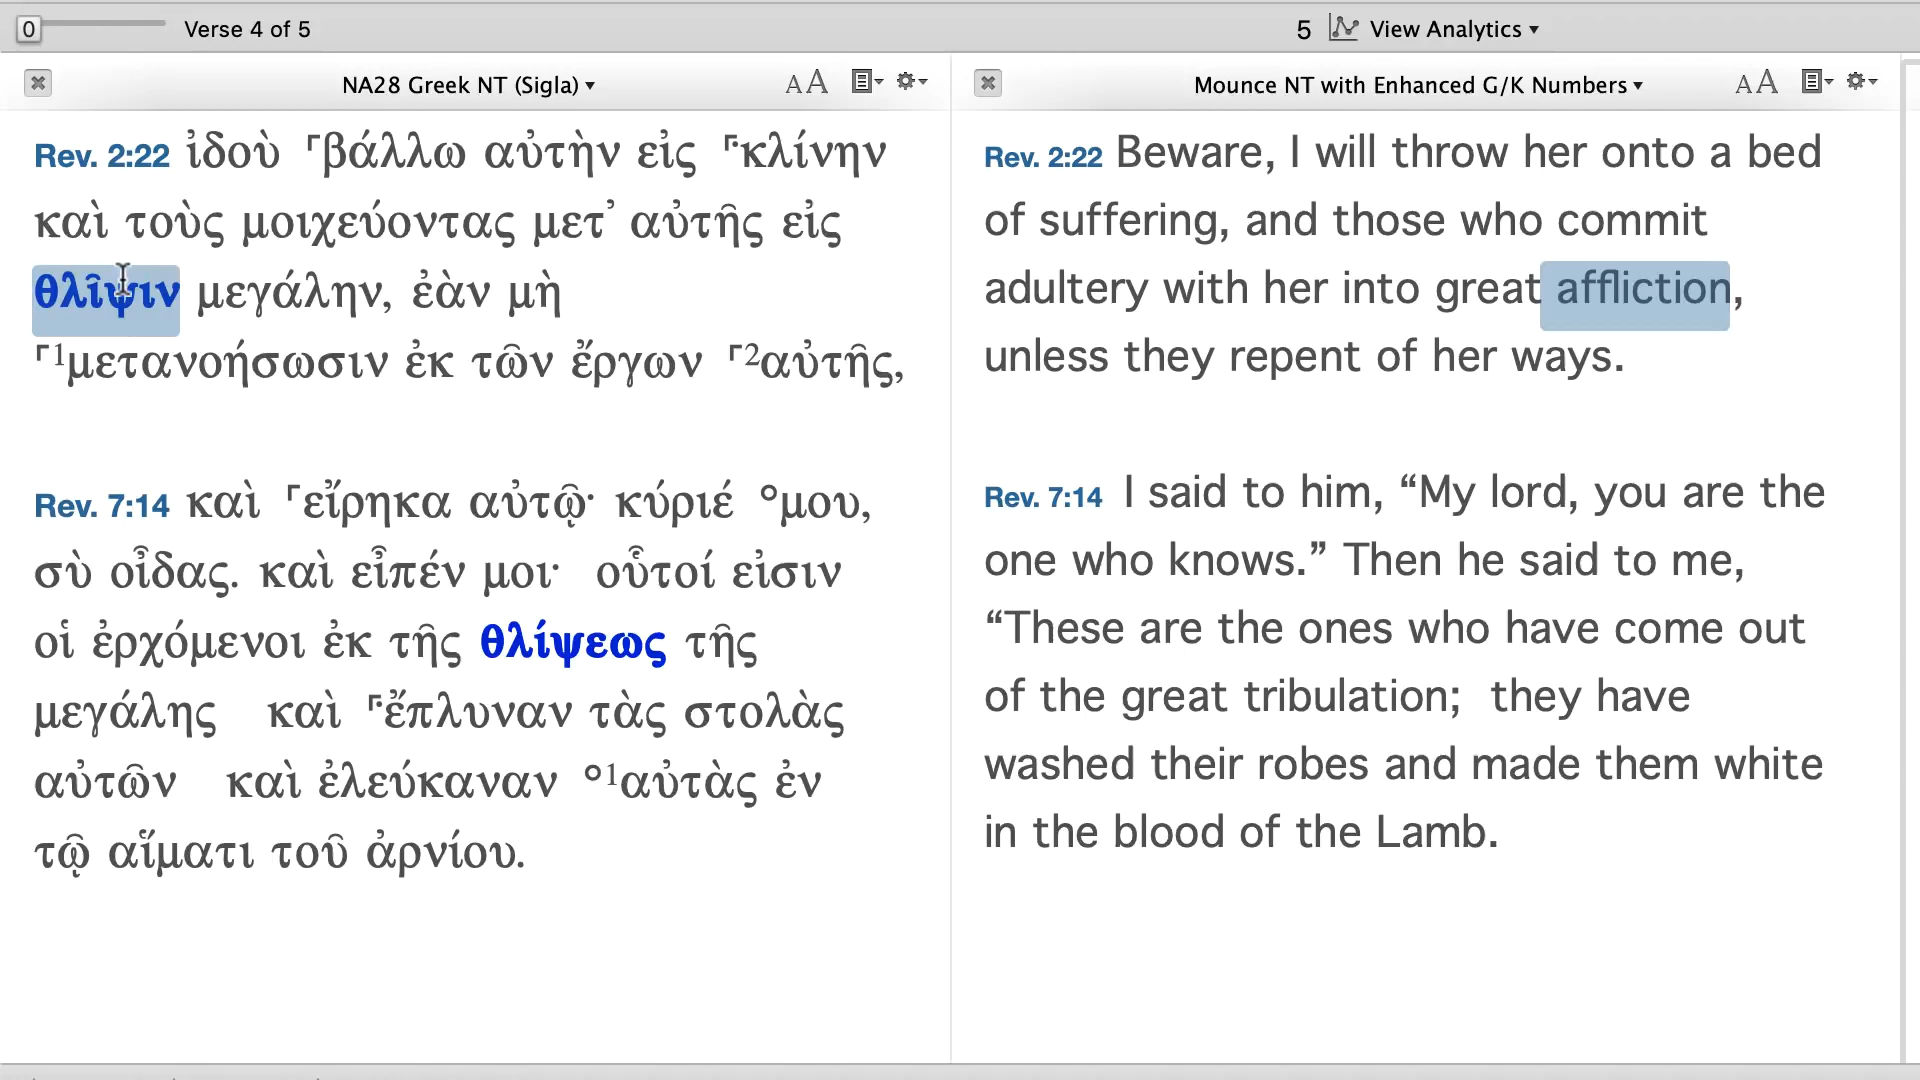 0 Verse 4 of 5 5 View Analytics
NA28 Greek NT (Sigla) AA
Rev. 2:22 ἰδοὺ ⸀βάλλω αὐτὴν εἰς ⸁κλίνην
καὶ τοὺς μοιχεύοντας μετ᾿ αὐτῆς εἰς
θλῖψιν μεγάλην, ἐὰν μὴ
⸀¹μετανοήσωσιν ἐκ τῶν ἔργων ⸀²αὐτῆς,
Rev. 7:14 καὶ ⸀εἴρηκα αὐτῷ· κύριέ °μου,
σὺ οἶδας. καὶ εἶπέν μοι· οὗτοί εἰσιν
οἱ ἐρχόμενοι ἐκ τῆς θλίψεως τῆς
μεγάλης καὶ ⸁ἔπλυναν τὰς στολὰς
αὐτῶν καὶ ἐλεύκαναν °¹αὐτὰς ἐν
τῷ αἵματι τοῦ ἀρνίου.
Mounce NT with Enhanced G/K Numbers AA
Rev. 2:22 Beware, I will throw her onto a bed
of suffering, and those who commit
adultery with her into great affliction,
unless they repent of her ways.
Rev. 7:14 I said to him, “My lord, you are the
one who knows.” Then he said to me,
“These are the ones who have come out
of the great tribulation; they have
washed their robes and made them white
in the blood of the Lamb.